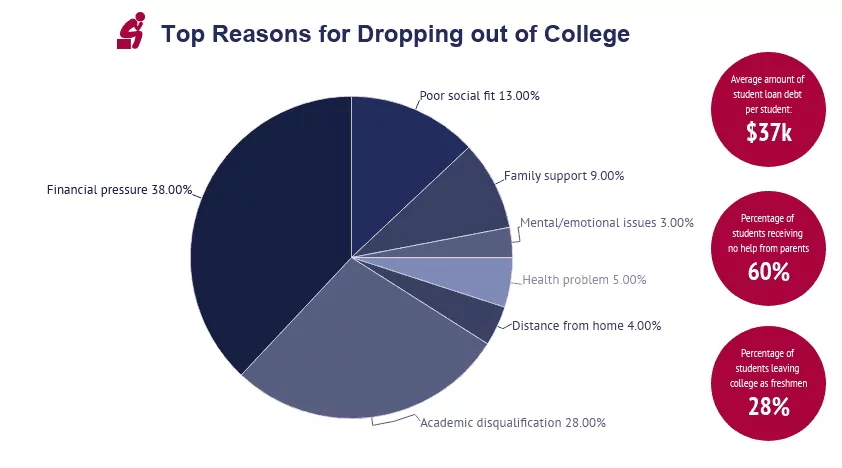 Top Reasons for Dropping out of College
Poor social fit 13.00%
Family support 9.00%
Mental/emotional issues 3.00%
Health problem 5.00%
Distance from home 4.00%
Academic disqualification 28.00%
Financial pressure 38.00%
Average amount of
student loan debt
per student:
$37k
Percentage of
students receiving
no help from parents
60%
Percentage of
students leaving
college as freshmen
28%